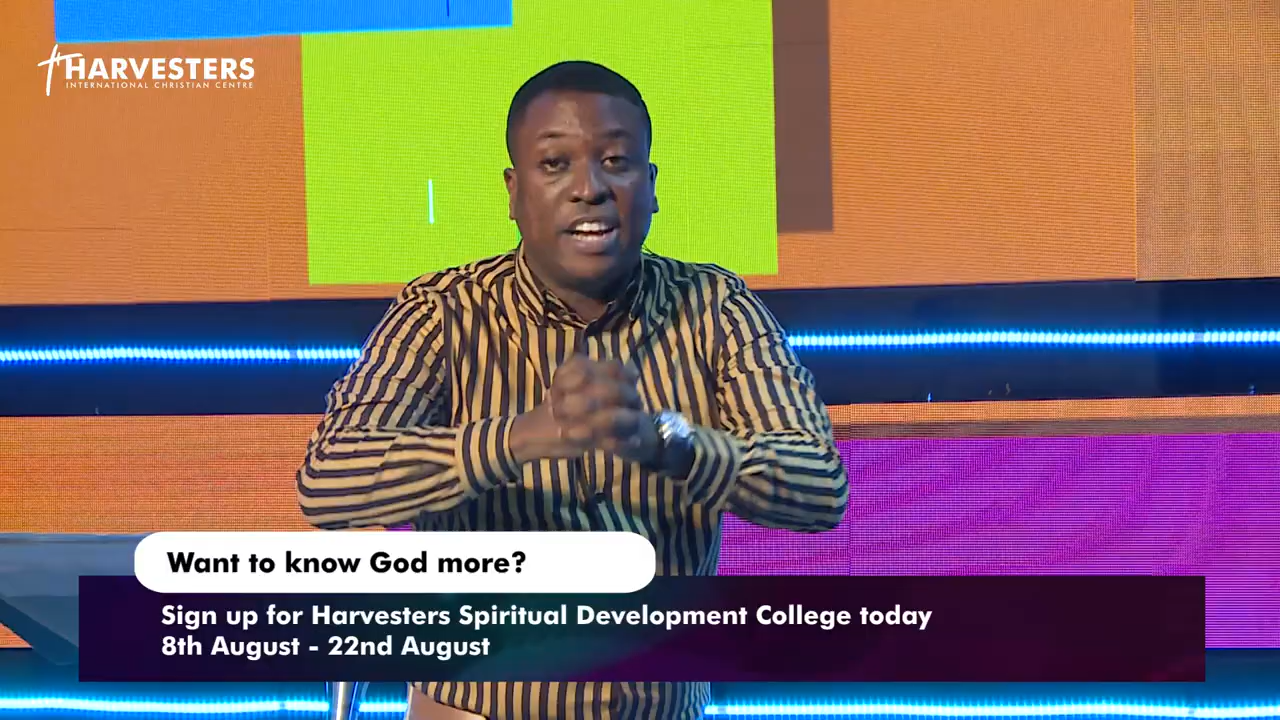 HARVESTERS
INTERNATIONAL CHRISTIAN CENTRE
Want to know God more?
Sign up for Harvesters Spiritual Development College today
8th August - 22nd August